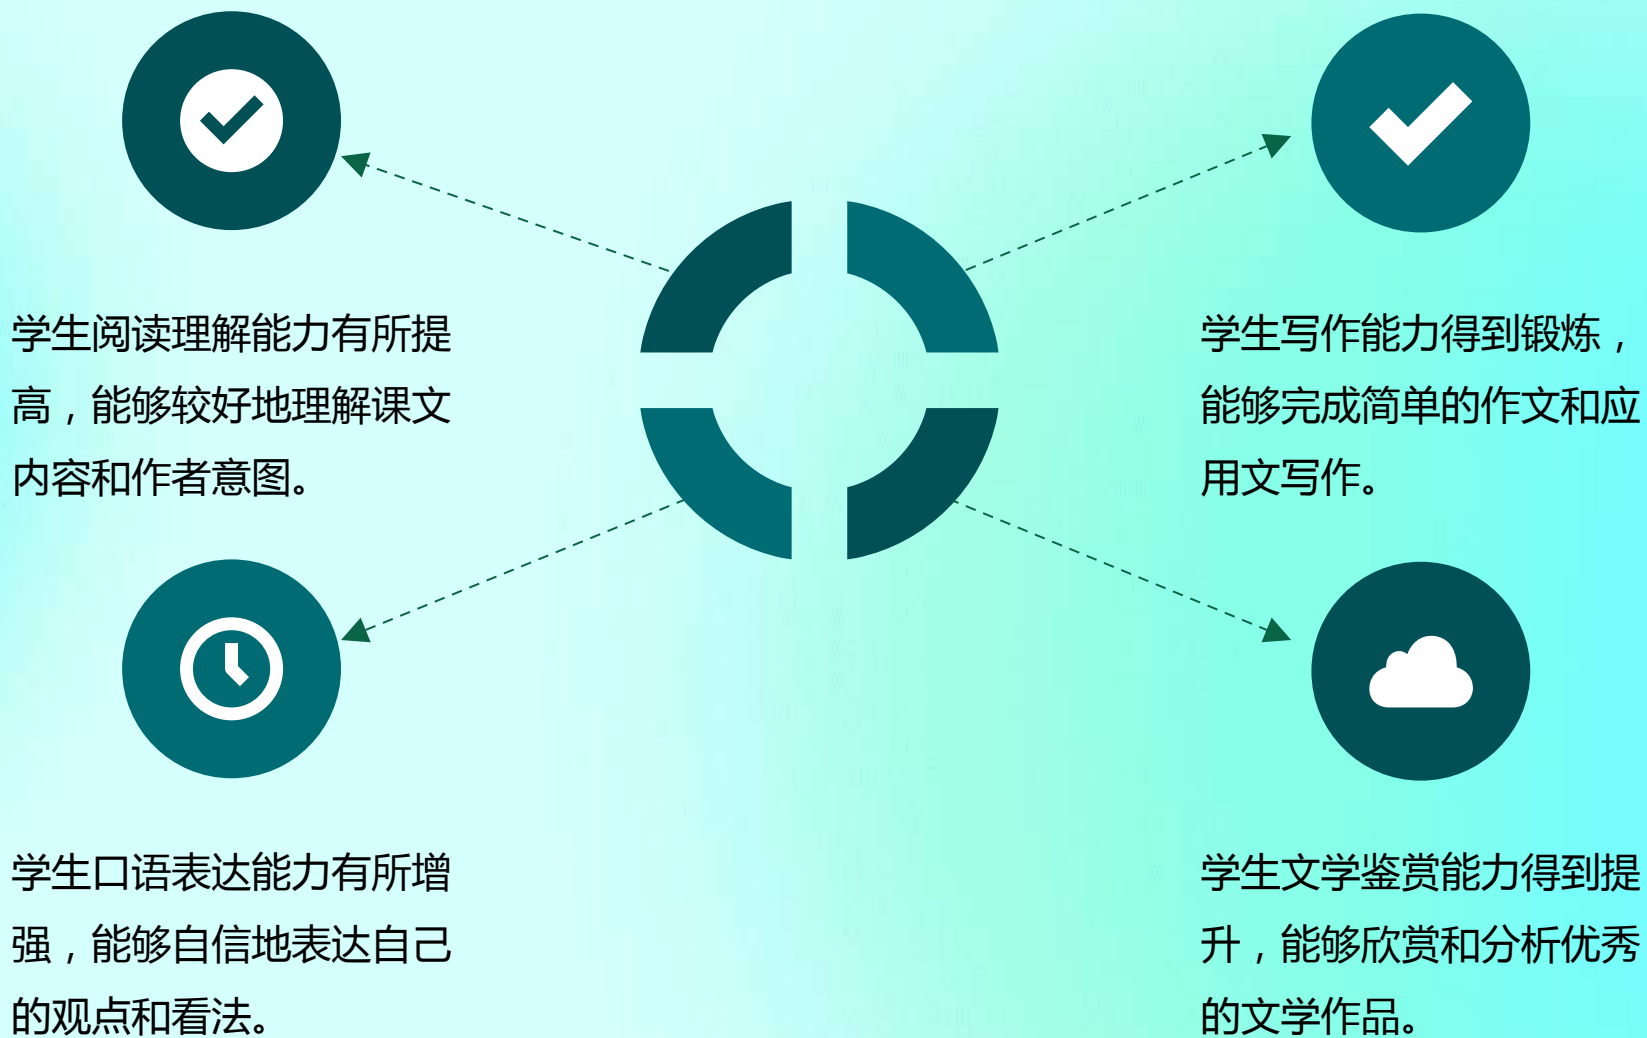 学生阅读理解能力有所提
高，能够较好地理解课文
内容和作者意图。
学生写作能力得到锻炼，
能够完成简单的作文和应
用文写作。
学生口语表达能力有所增
强，能够自信地表达自己
的观点和看法。
学生文学鉴赏能力得到提
升，能够欣赏和分析优秀
的文学作品。